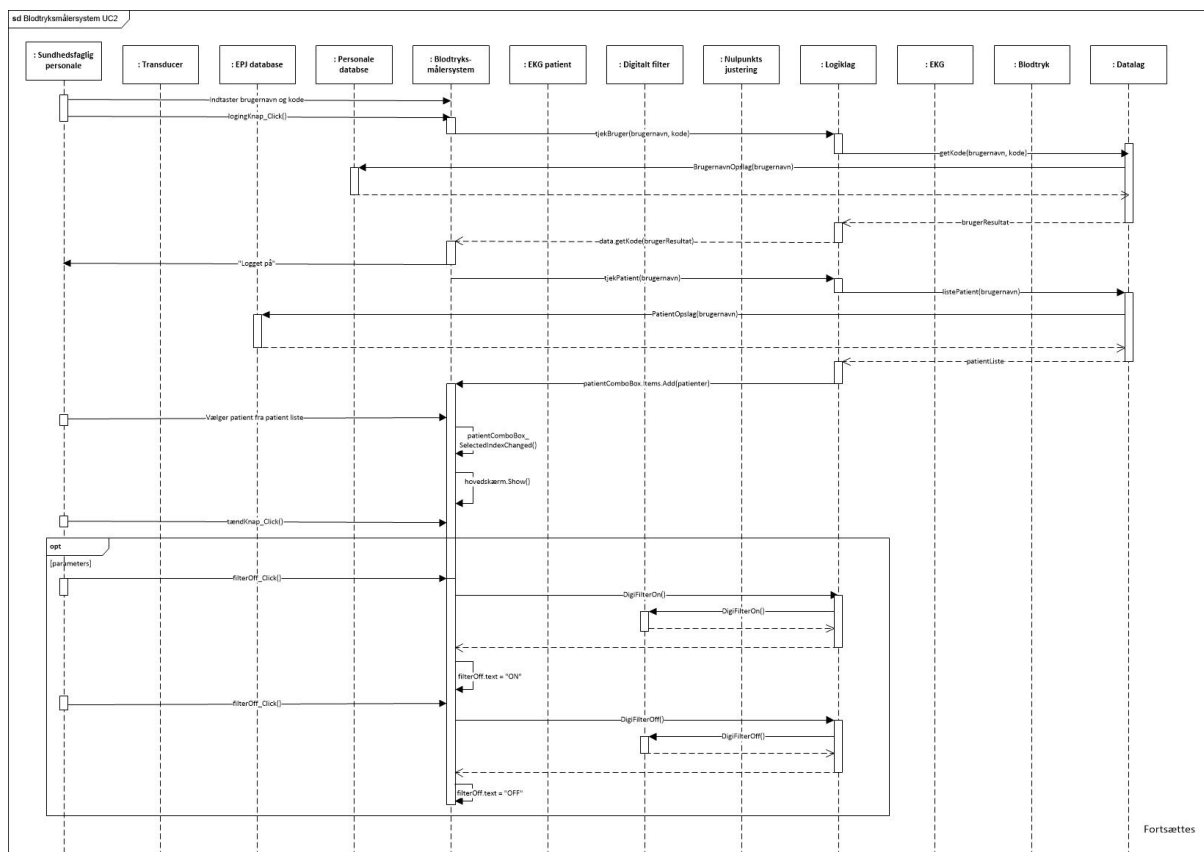 sd Blodtryksmålersystem UC2
: Sundhedsfaglig
personale
: Transducer
: EPJ database
: Personale
databse
: Blodtryks-
målersystem
: EKG patient
: Digitalt filter
: Nulpunkts
justering
: Logiklag
: EKG
: Blodtryk
: Datalag
Indtaster brugernavn og kode
logingKnap_Click()
tjekBruger(brugernavn, kode)
getKode(brugernavn, kode)
BrugernavnOpslag(brugernavn)
brugerResultat
data.getKode(brugerResultat)
"Logget på"
tjekPatient(brugernavn)
listePatient(brugernavn)
PatientOpslag(brugernavn)
patientListe
patientComboBox.Items.Add(patienter)
Vælger patient fra patient liste
patientComboBox_
SelectedIndexChanged()
hovedskærm.Show()
tændKnap_Click()
opt
[parameters]
filterOff_Click()
DigiFilterOn()
DigiFilterOn()
filterOff.text = "ON"
filterOff_Click()
DigiFilterOff()
DigiFilterOff()
filterOff.text = "OFF"
Fortsættes